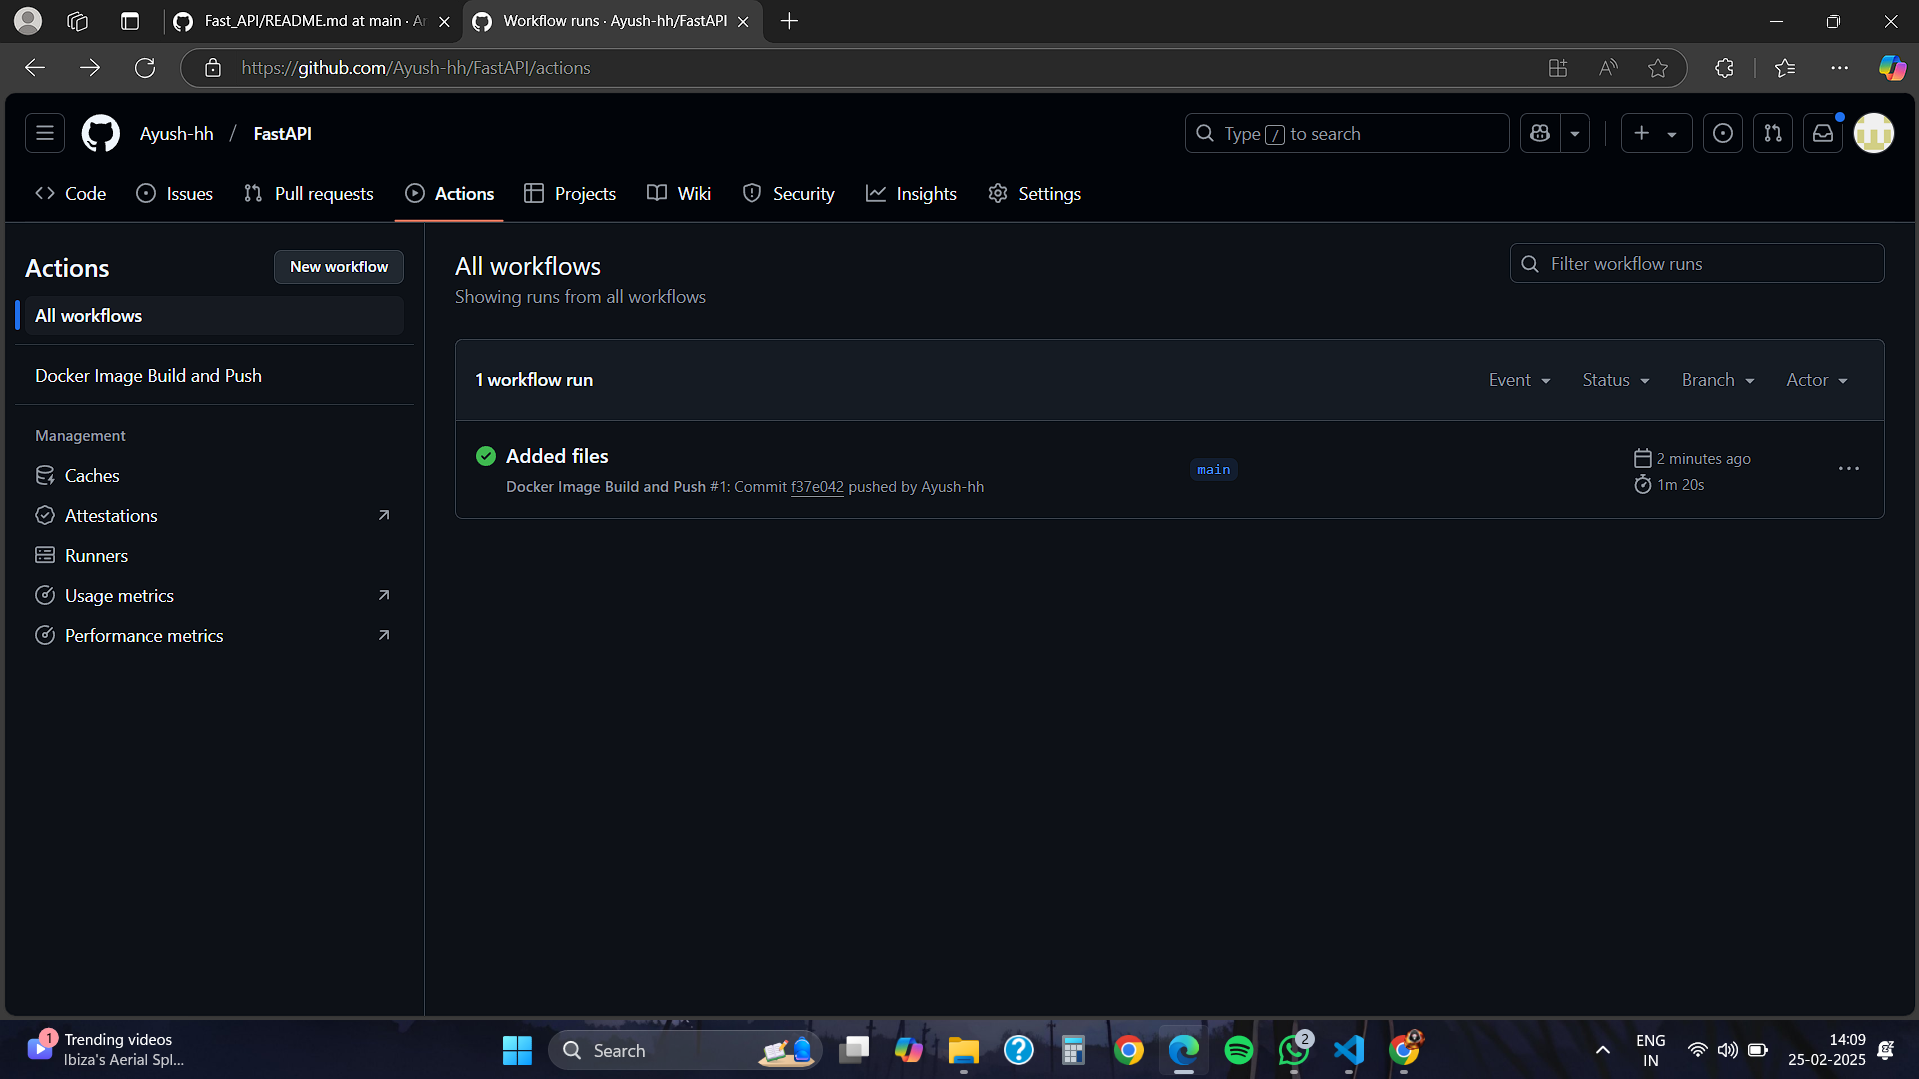 Fast_API/README.md at main · Ar
Workflow runs · Ayush-hh/FastAPI
https://github.com/Ayush-hh/FastAPI/actions
Ayush-hh / FastAPI
Type / to search
Code
Issues
Pull requests
Actions
Projects
Wiki
Security
Insights
Settings
Actions
New workflow
All workflows
Docker Image Build and Push
Management
Caches
Attestations
Runners
Usage metrics
Performance metrics
All workflows
Showing runs from all workflows
Filter workflow runs
1 workflow run
Event
Status
Branch
Actor
Added files
Docker Image Build and Push #1: Commit f37e042 pushed by Ayush-hh
main
2 minutes ago
1m 20s
1
Trending videos
Ibiza's Aerial Spl...
Search
2
ENG
IN
14:09
25-02-2025